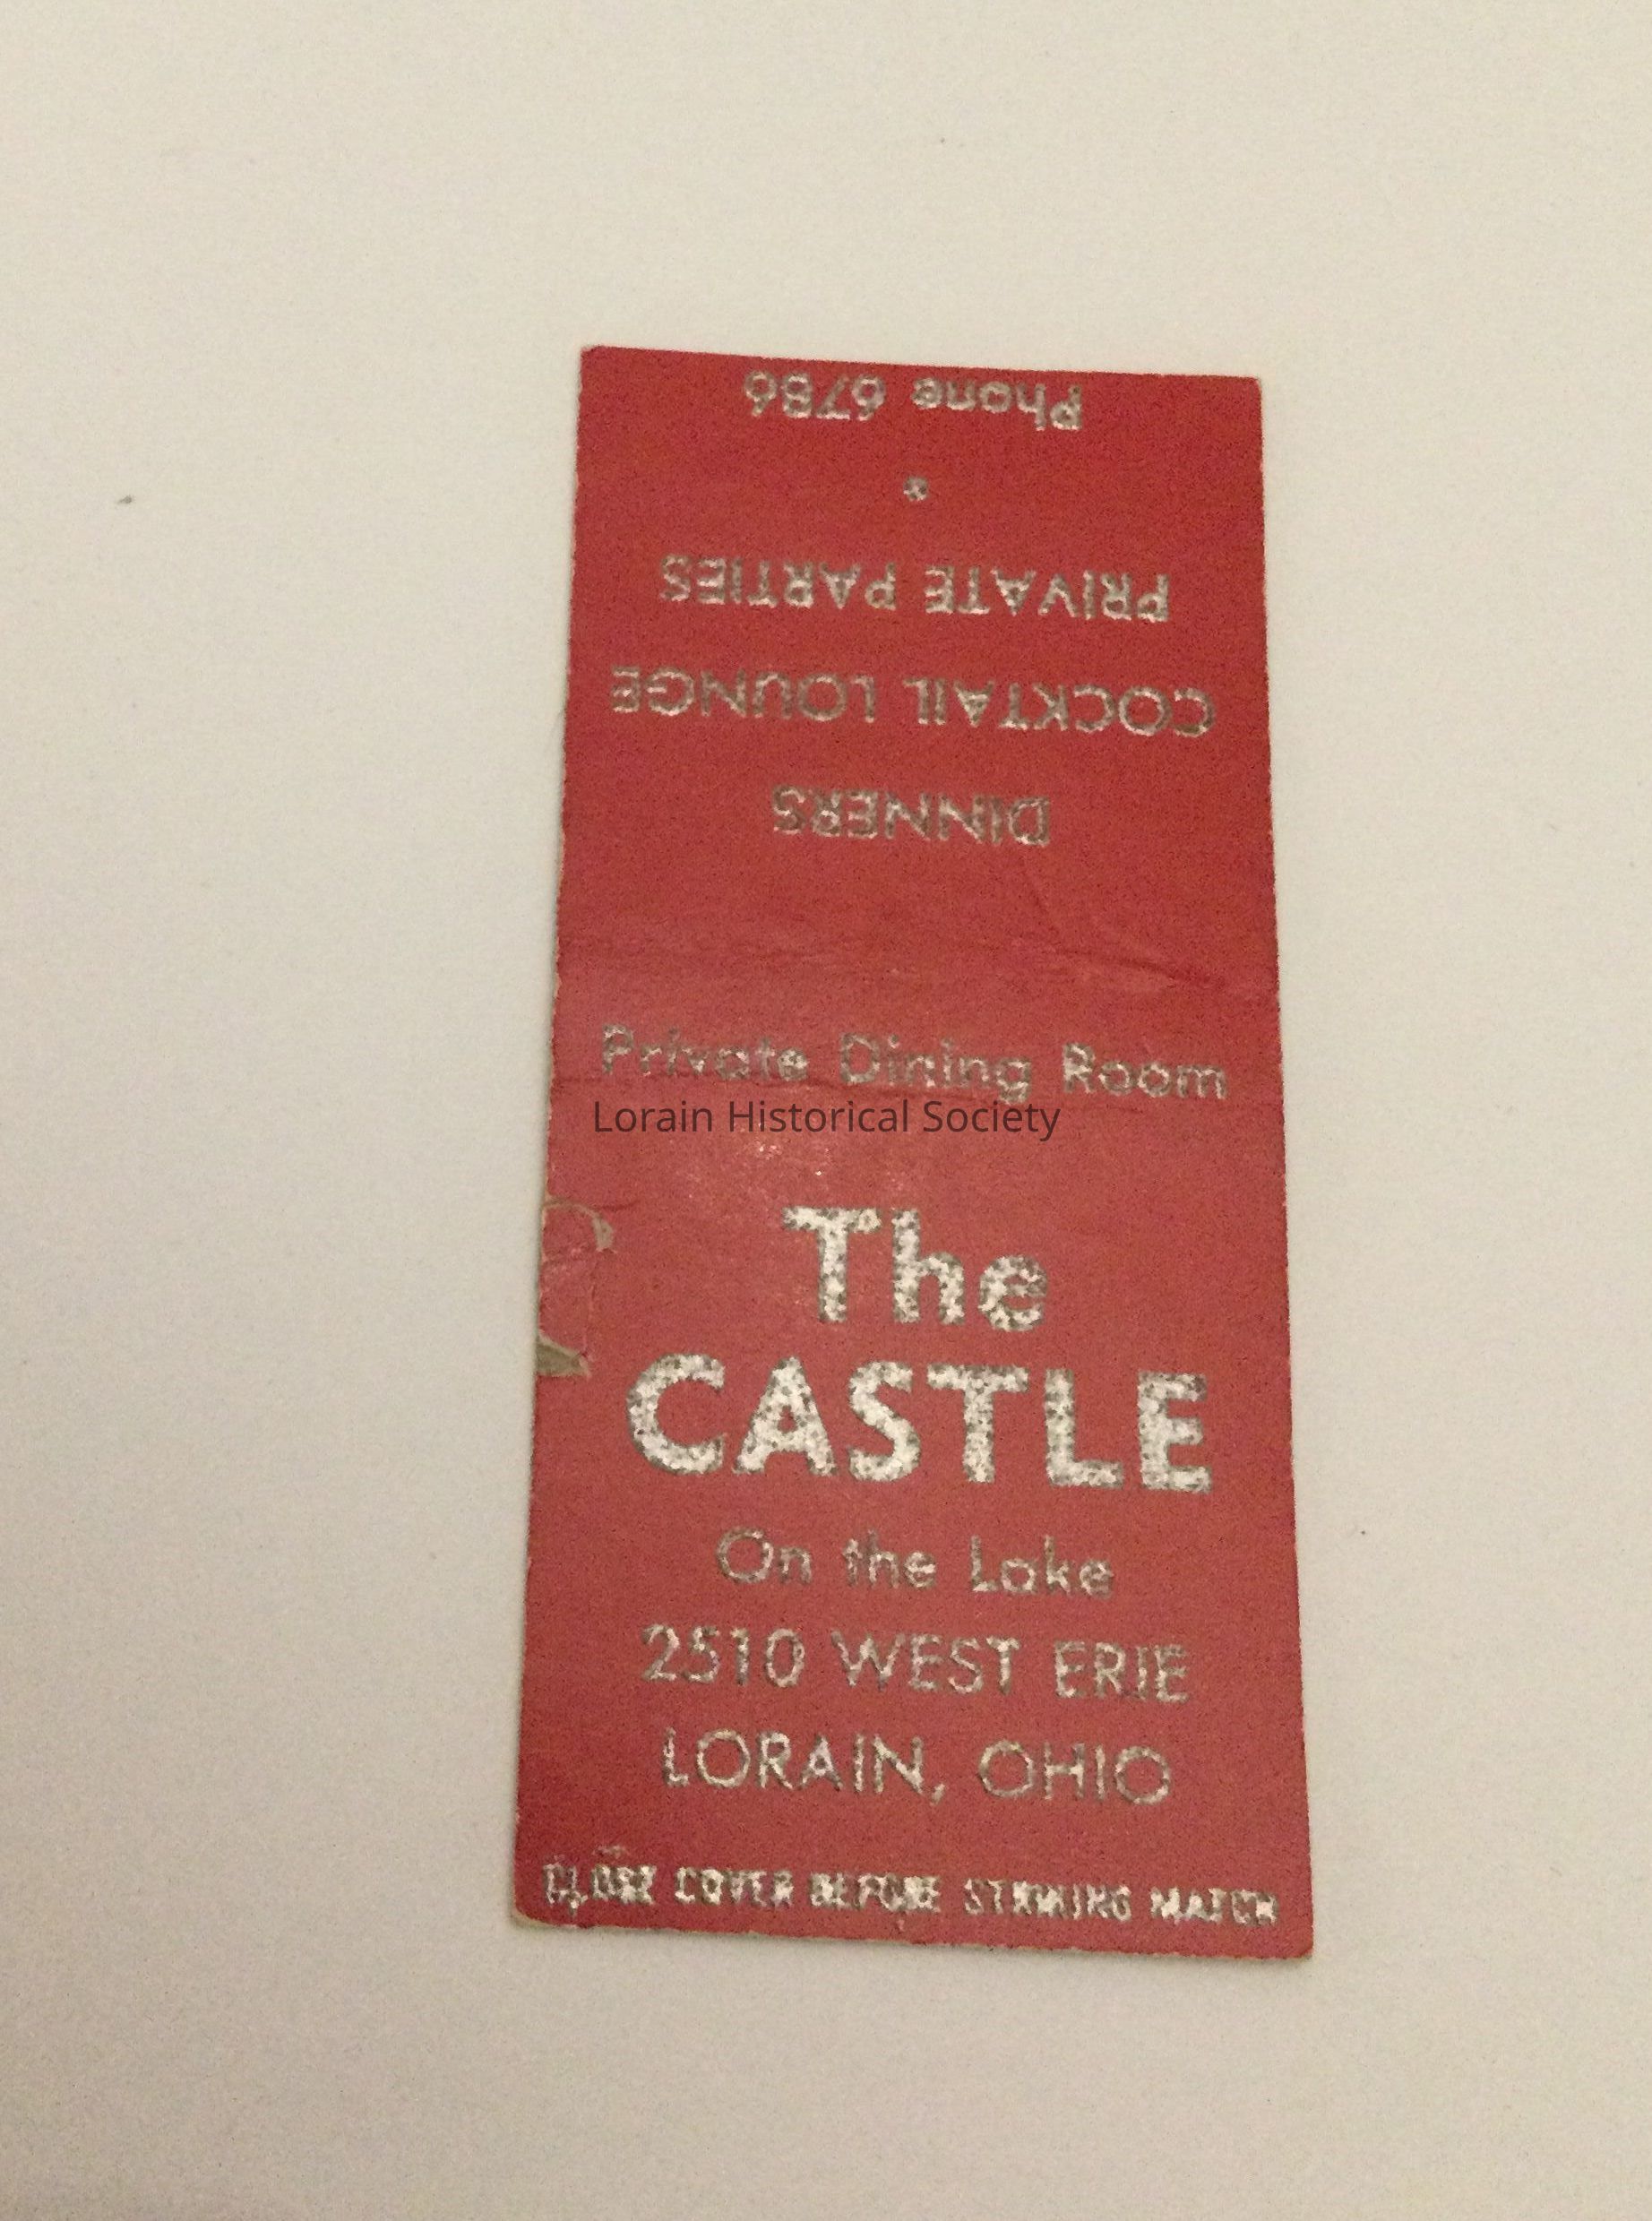 DINNERS
COCKTAIL LOUNGE
PRIVATE PARTIES
Phone 6786
Private Dining Room
Lorain Historical Society
The
CASTLE
On the Lake
2510 WEST ERIE
LORAIN, OHIO
CLOSE COVER BEFORE STRIKING MATCH